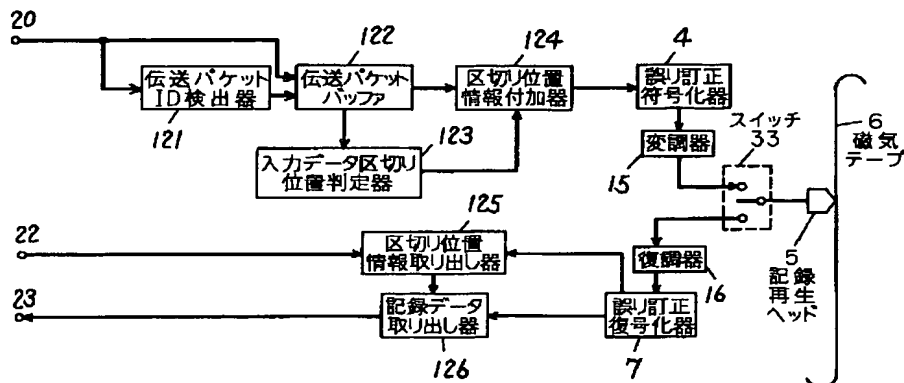 20
122
124
4
伝送パケット
ID検出器
121
伝送パケット
バッファ
区切り位置
情報付加器
誤り訂正
符号化器
スイッチ
33
6
磁気
テープ
入力データ区切り
位置判定器
123
変調器
15
125
22
区切り位置
情報取り出し器
復調器
16
5
記録
再生
ヘッド
23
記録データ
取り出し器
126
誤り訂正
復号化器
7